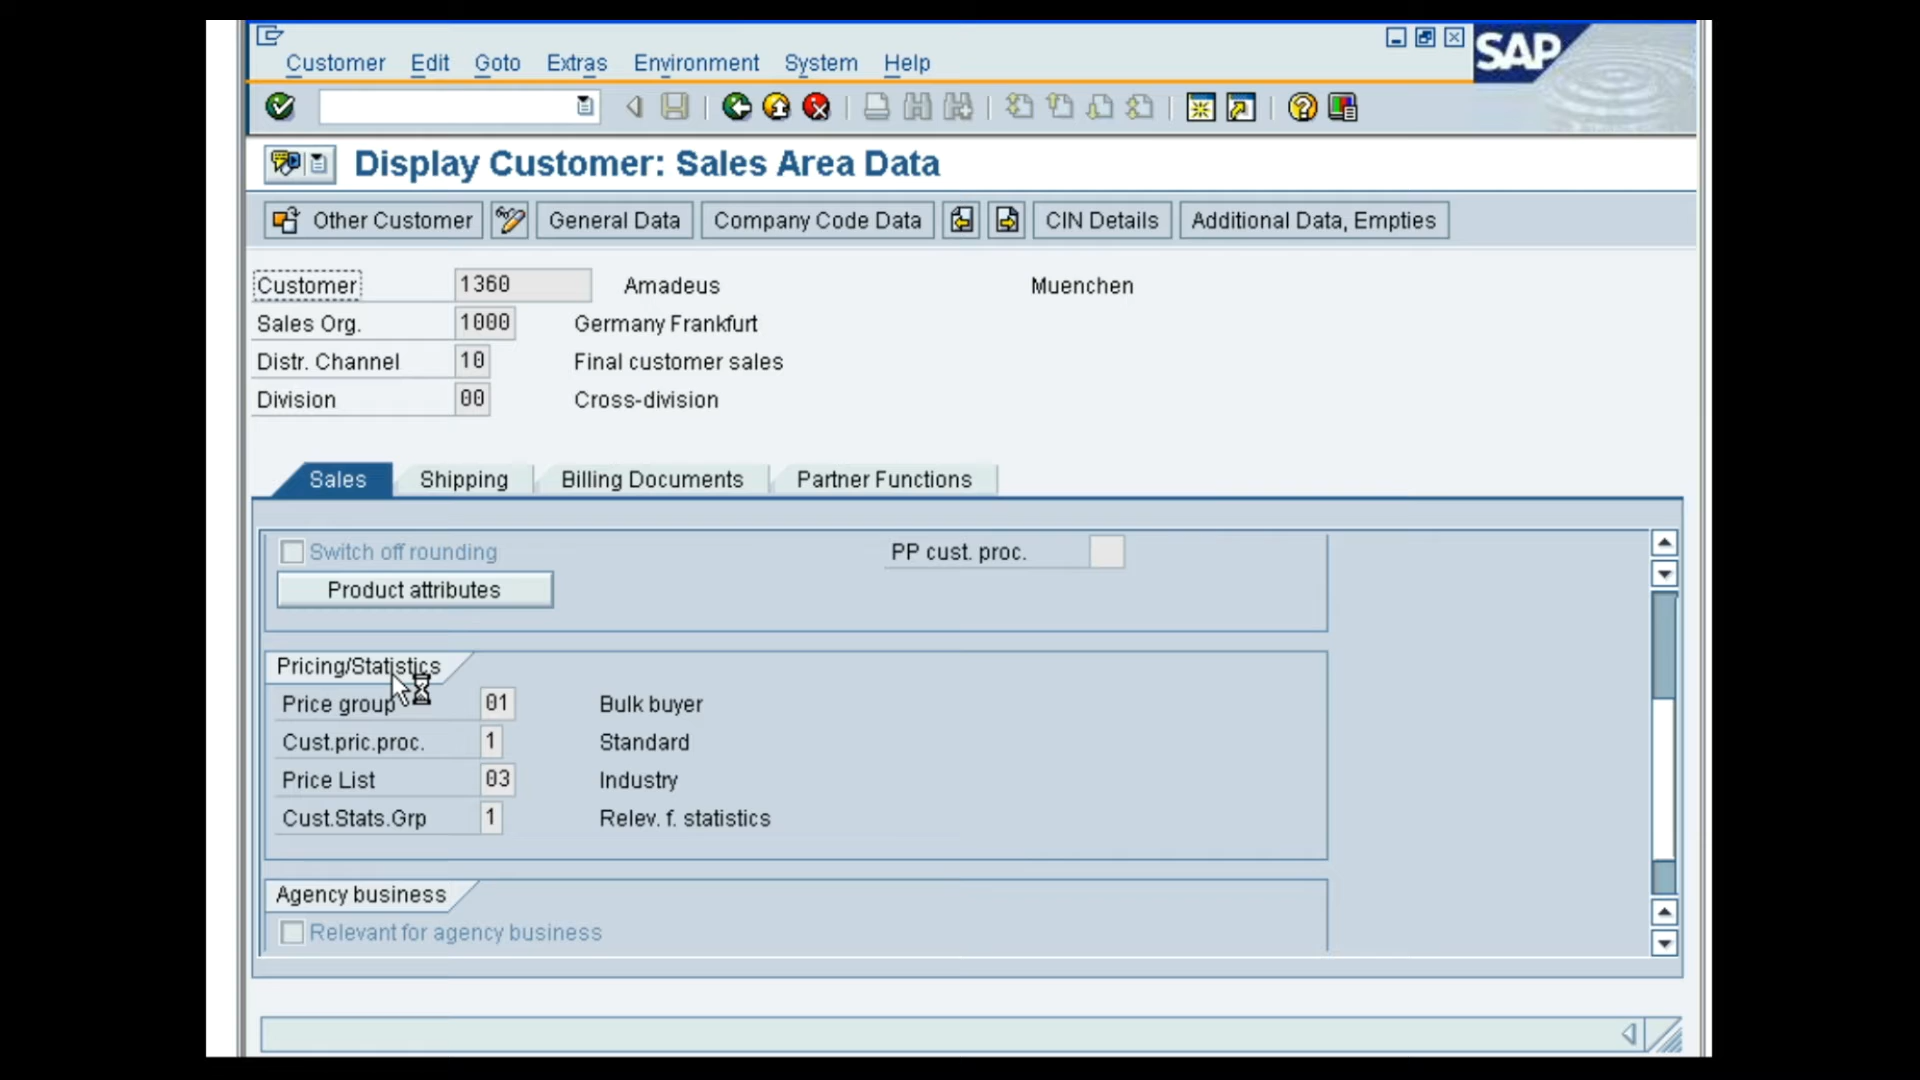 Customer Edit Goto Extras Environment System Help
SAP
Display Customer: Sales Area Data
Other Customer General Data Company Code Data CIN Details Additional Data, Empties
Customer 1360 Amadeus Muenchen
Sales Org. 1000 Germany Frankfurt
Distr. Channel 10 Final customer sales
Division 00 Cross-division
Sales Shipping Billing Documents Partner Functions
Switch off rounding PP cust. proc.
Product attributes
Pricing/Statistics
Price group 01 Bulk buyer
Cust.pric.proc. 1 Standard
Price List 03 Industry
Cust.Stats.Grp 1 Relev. f. statistics
Agency business
Relevant for agency business